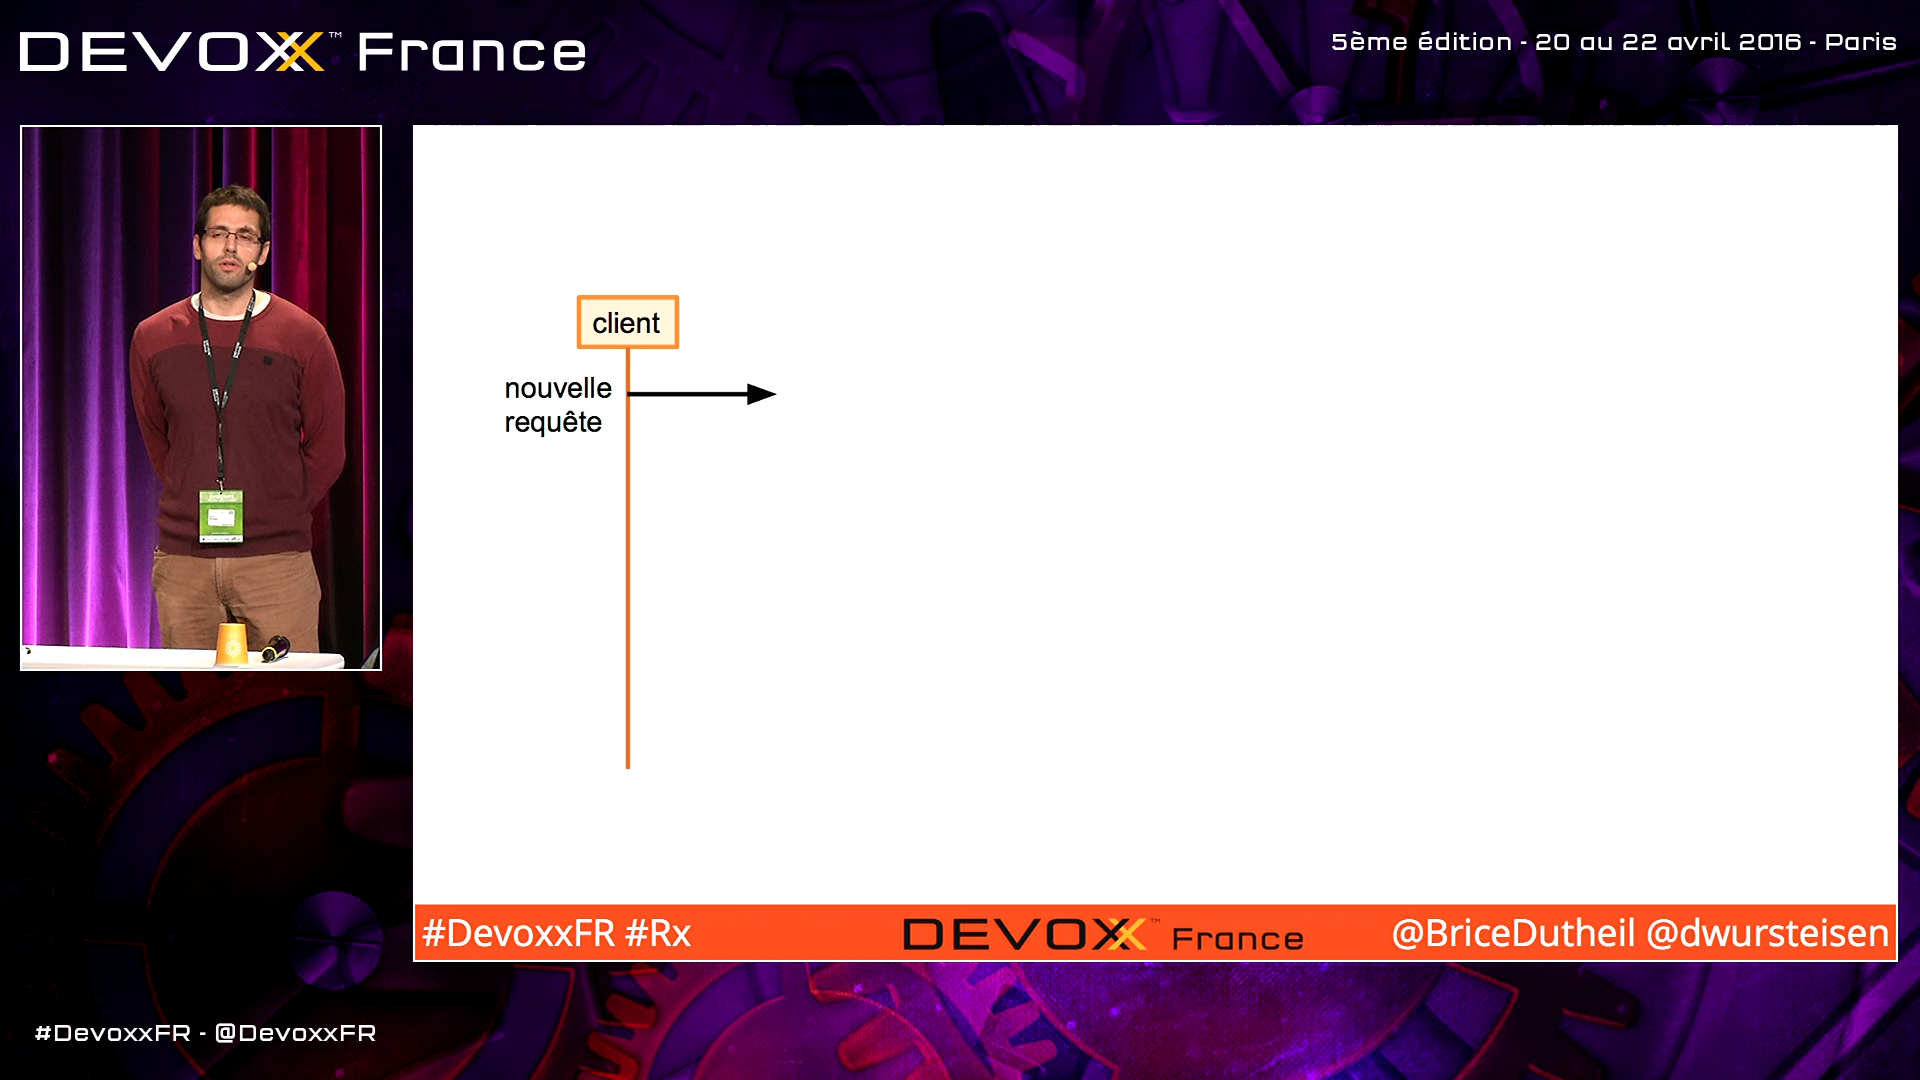 DEVOXX™ France
5ème édition - 20 au 22 avril 2016 - Paris
client
nouvelle
requête
#DevoxxFR #Rx
DEVOXX™ France
@BriceDutheil @dwursteisen
#DevoxxFR - @DevoxxFR